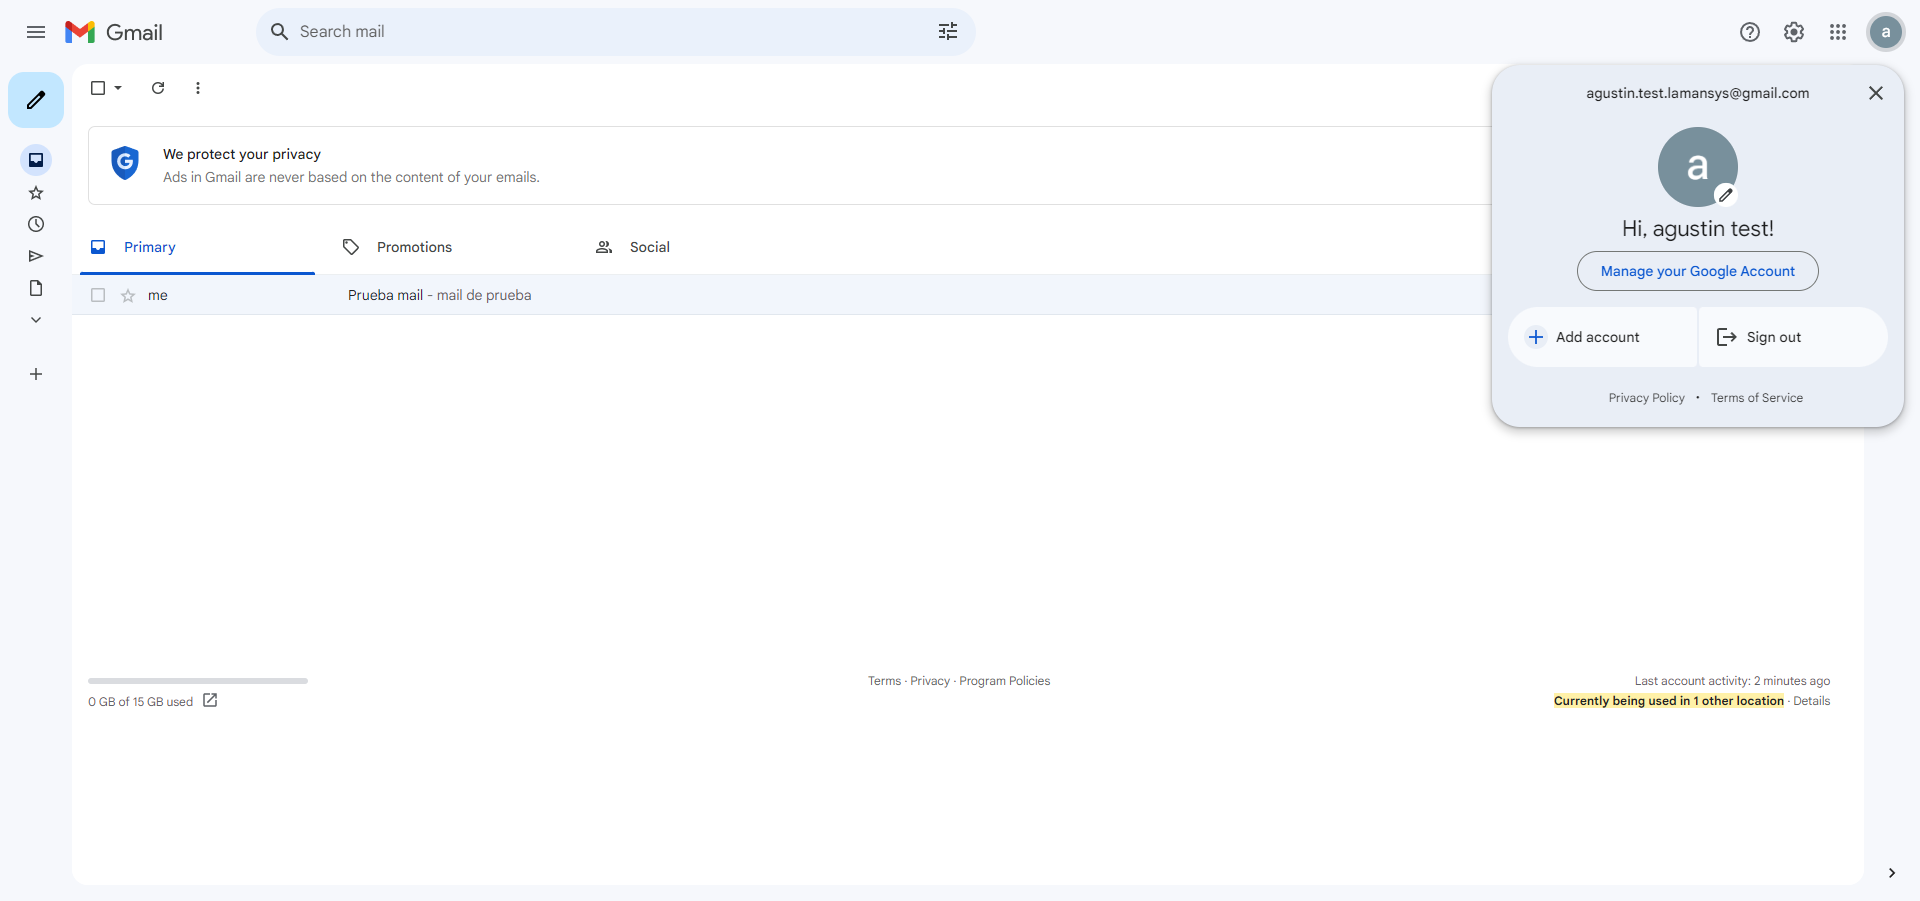 Gmail
Search mail
a
agustin.test.lamansys@gmail.com
We protect your privacy
Ads in Gmail are never based on the content of your emails.
a
Hi, agustin test!
Manage your Google Account
Primary
Promotions
Social
me
Prueba mail - mail de prueba
Add account
Sign out
Privacy Policy • Terms of Service
0 GB of 15 GB used
Terms · Privacy · Program Policies
Last account activity: 2 minutes ago
Currently being used in 1 other location · Details